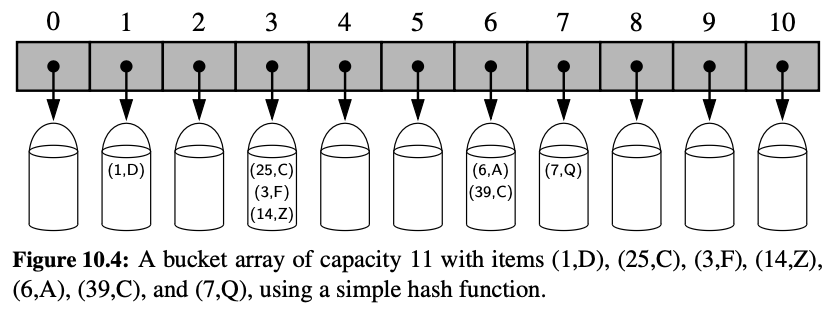 0 1 2 3 4 5 6 7 8 9 10
(1,D) (25,C) (6,A) (7,Q)
(3,F) (39,C)
(14,Z)
Figure 10.4: A bucket array of capacity 11 with items (1,D), (25,C), (3,F), (14,Z),
(6,A), (39,C), and (7,Q), using a simple hash function.